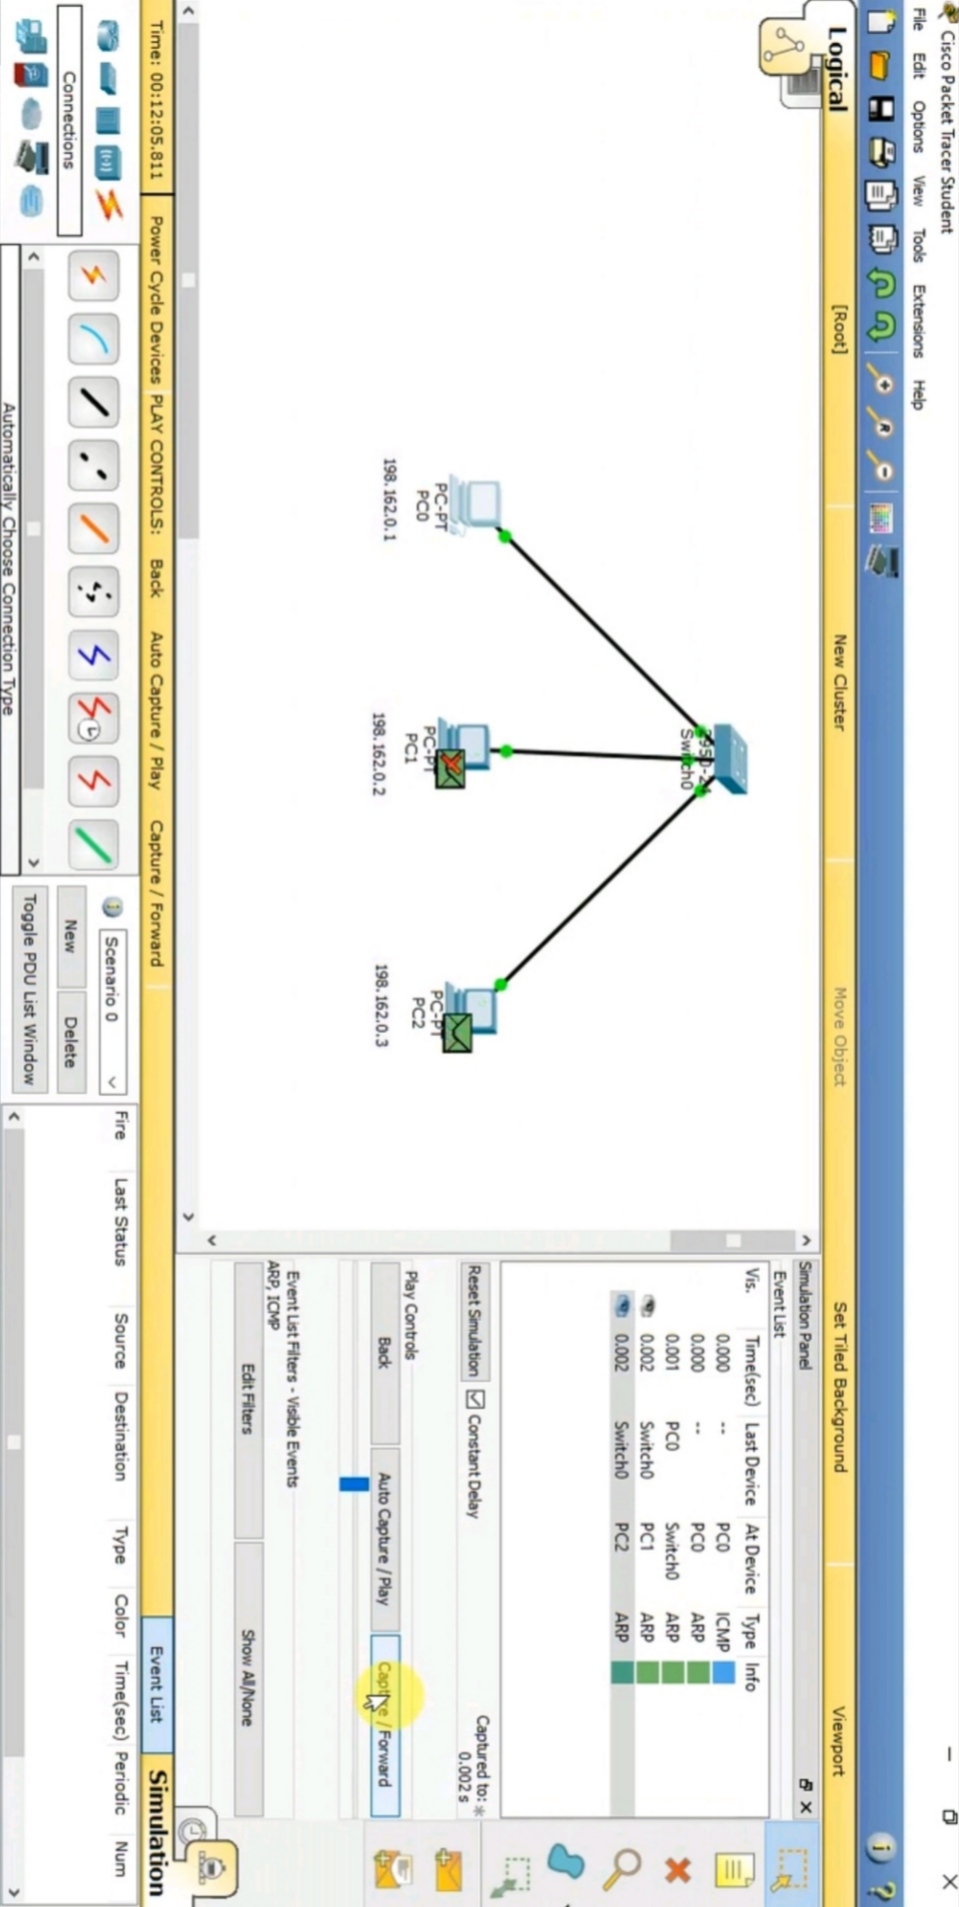 Cisco Packet Tracer Student
File Edit Options View Tools Extensions Help
Logical [Root] New Cluster Move Object Set Tiled Background Viewport
2950-24
Switch0
PC-PT
PC0
198.162.0.1
PC-PT
PC1
198.162.0.2
PC-PT
PC2
198.162.0.3
Simulation Panel
Event List
Vis. Time(sec) Last Device At Device Type Info
0.000 -- PC0 ICMP
0.000 -- PC0 ARP
0.001 PC0 Switch0 ARP
0.002 Switch0 PC1 ARP
0.002 Switch0 PC2 ARP
Reset Simulation Constant Delay Captured to: *
0.002 s
Play Controls
Back Auto Capture / Play Capture / Forward
Event List Filters - Visible Events
ARP, ICMP
Edit Filters Show All/None
Time: 00:12:05.811 Power Cycle Devices PLAY CONTROLS: Back Auto Capture / Play Capture / Forward Event List Simulation
Connections
Automatically Choose Connection Type
Scenario 0
New Delete
Toggle PDU List Window
Fire Last Status Source Destination Type Color Time(sec) Periodic Num